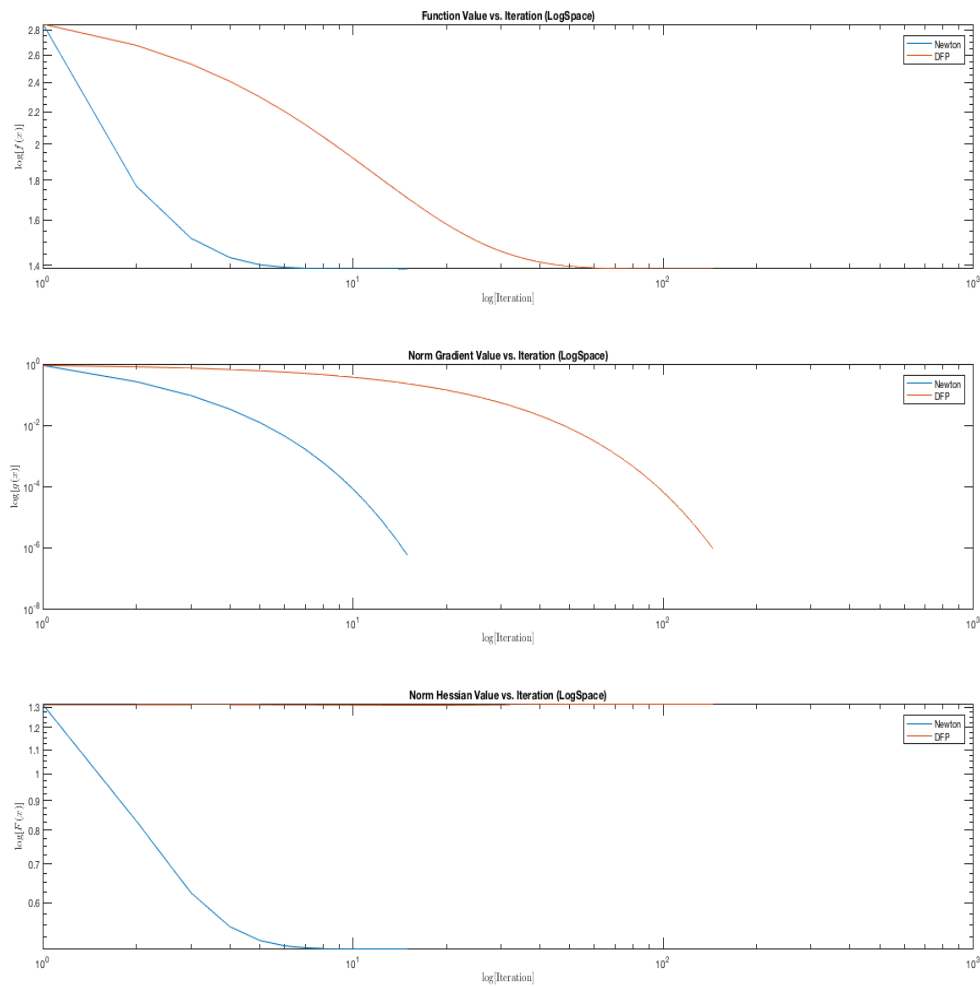 Function Value vs. Iteration (LogSpace)
Newton
DFP
log[f(x)]
2.8
2.6
2.4
2.2
2
1.8
1.6
1.4
10^0
10^1
10^2
10^3
log[Iteration]
Norm Gradient Value vs. Iteration (LogSpace)
Newton
DFP
log[g(x)]
10^0
10^-2
10^-4
10^-6
10^-8
10^0
10^1
10^2
10^3
log[Iteration]
Norm Hessian Value vs. Iteration (LogSpace)
Newton
DFP
log[F(x)]
1.3
1.2
1.1
1
0.9
0.8
0.7
0.6
10^0
10^1
10^2
10^3
log[Iteration]